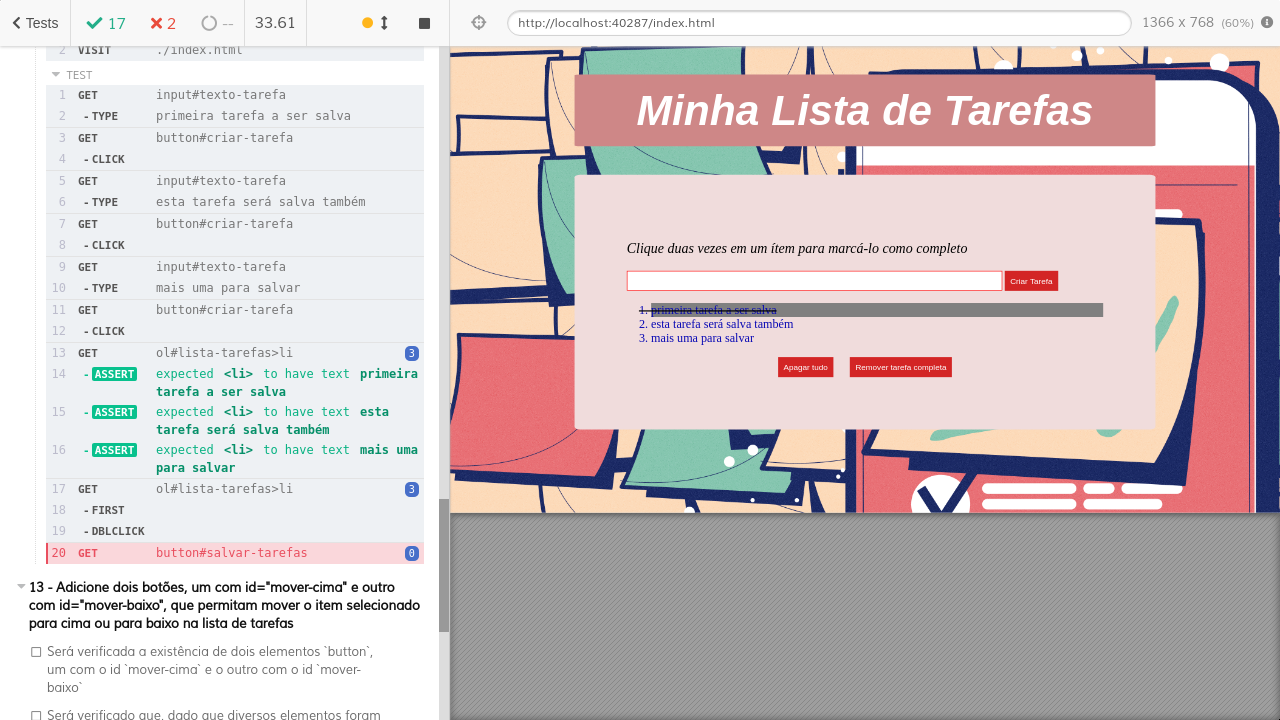 Tests 17 2 -- 33.61
http://localhost:40287/index.html 1366 x 768 (60%)
2 VISIT ./index.html
TEST
1 GET input#texto-tarefa
2 - TYPE primeira tarefa a ser salva
3 GET button#criar-tarefa
4 - CLICK
5 GET input#texto-tarefa
6 - TYPE esta tarefa será salva também
7 GET button#criar-tarefa
8 - CLICK
9 GET input#texto-tarefa
10 - TYPE mais uma para salvar
11 GET button#criar-tarefa
12 - CLICK
13 GET ol#lista-tarefas>li 3
14 - ASSERT expected <li> to have text primeira
tarefa a ser salva
15 - ASSERT expected <li> to have text esta
tarefa será salva também
16 - ASSERT expected <li> to have text mais uma
para salvar
17 GET ol#lista-tarefas>li 3
18 - FIRST
19 - DBLCLICK
20 GET button#salvar-tarefas 0
13 - Adicione dois botões, um com id="mover-cima" e outro
com id="mover-baixo", que permitam mover o item selecionado
para cima ou para baixo na lista de tarefas
Será verificada a existência de dois elementos `button`,
um com o id `mover-cima` e o outro com o id `mover-
baixo`
Será verificado que, dado que diversos elementos foram
Minha Lista de Tarefas
Clique duas vezes em um ítem para marcá-lo como completo
Criar Tarefa
1. primeira tarefa a ser salva
2. esta tarefa será salva também
3. mais uma para salvar
Apagar tudo Remover tarefa completa